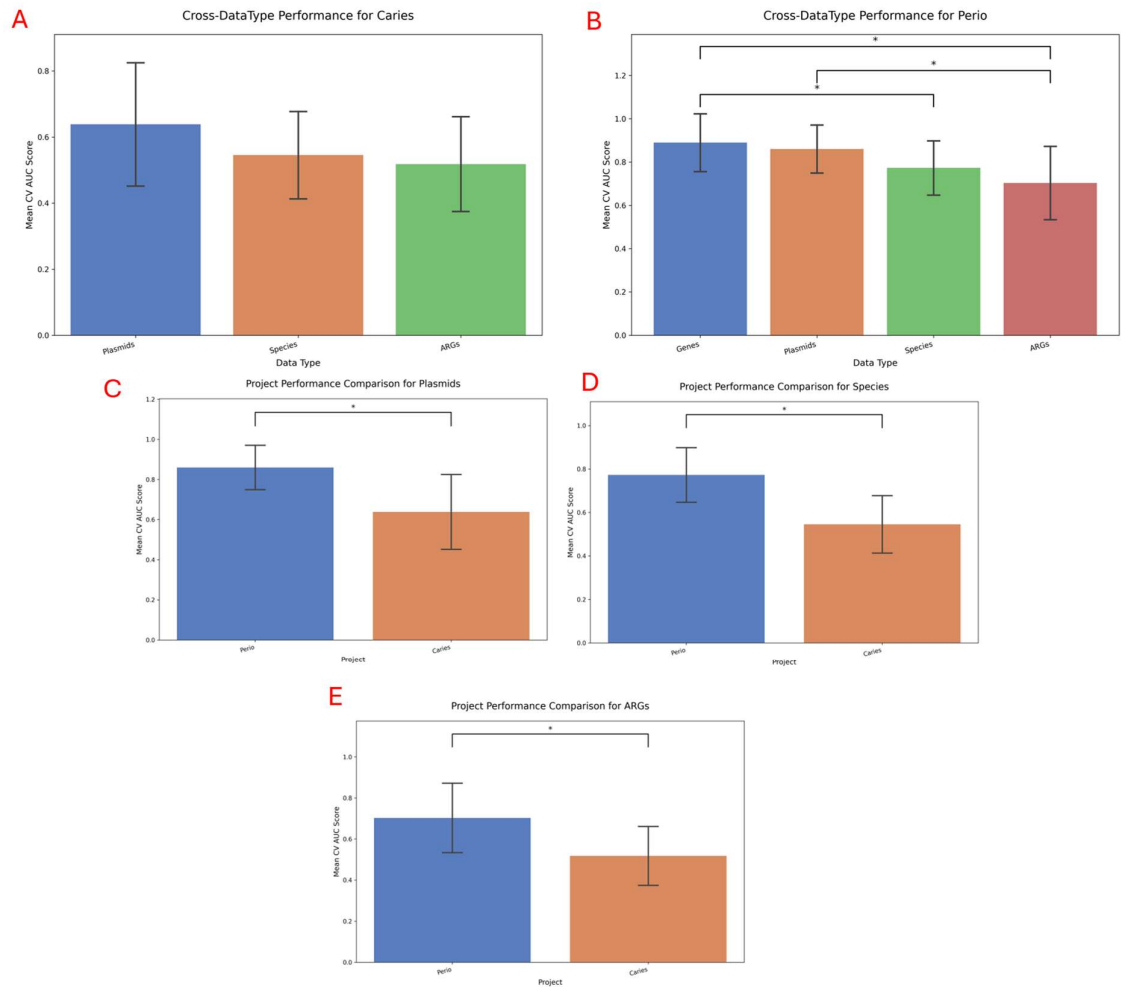 A
Cross-DataType Performance for Caries
Mean CV AUC Score
0.8
0.6
0.4
0.2
0.0
Plasmids
Species
ARGs
Data Type
B
Cross-DataType Performance for Perio
Mean CV AUC Score
1.2
1.0
0.8
0.6
0.4
0.2
0.0
*
*
*
Genes
Plasmids
Species
ARGs
Data Type
C
Project Performance Comparison for Plasmids
Mean CV AUC Score
1.2
1.0
0.8
0.6
0.4
0.2
0.0
*
Perio
Caries
Project
D
Project Performance Comparison for Species
Mean CV AUC Score
1.0
0.8
0.6
0.4
0.2
0.0
*
Perio
Caries
Project
E
Project Performance Comparison for ARGs
Mean CV AUC Score
1.0
0.8
0.6
0.4
0.2
0.0
*
Perio
Caries
Project